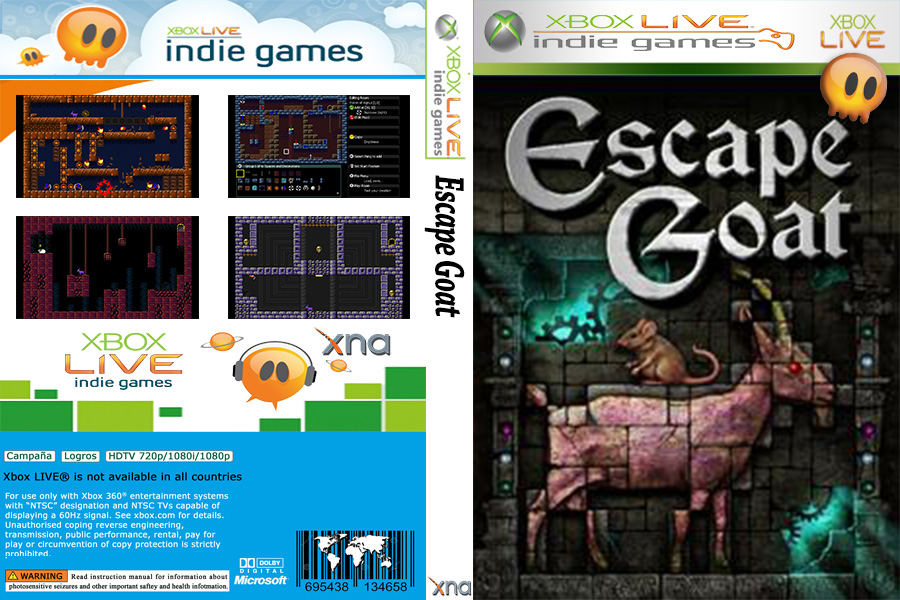 XBOX LIVE
indie games
XBOX LIVE
indie games
Escape Goat
xna
XBOX LIVE
indie games
XBOX
LIVE
Escape
Goat
XBOX
LIVE
indie games
xna
Campaña Logros HDTV 720p/1080i/1080p
Xbox LIVE® is not available in all countries
For use only with Xbox 360® entertainment systems
with "NTSC" designation and NTSC TVs capable of
displaying a 60Hz signal. See xbox.com for details.
Unauthorised coping reverse engineering,
transmission, public performance, rental, pay for
play or circumvention of copy protection is strictly
prohibited.
WARNING Read instruction manual for information about
photosensitive seizures and other important saftey and health infotmation.
DOLBY
DIGITAL
Microsoft
695438 134658